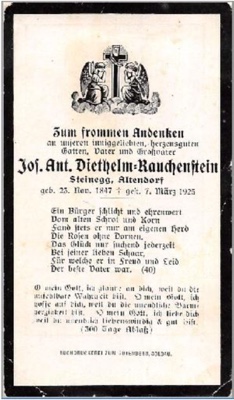 Zum frommen Andenken
an unseren inniggeliebten, herzensguten
Gatten, Vater und Großvater
Jos. Ant. Diethelm-Rauchenstein
Steinegg, Altendorf
geb. 25. Nov. 1847 † gest. 7. März 1925
Ein Bürger schlicht und ehrenwert
Vom alten Schrot und Korn
Fand stets er nur am eigenen Herd
Die Rosen ohne Dornen,
Das Glück nur suchend jederzeit
Bei seiner lieben Schaar,
Für welche er in Freud und Leid
Der beste Vater war. (40)
O mein Gott, ich glaube an dich, weil du die
unfehlbare Wahrheit bist. O mein Gott, ich
hoffe auf dich, weil du die unendliche Barm-
herzigkeit bist. O mein Gott, ich liebe dich,
weil du unendlich liebenswürdig & gut bist.
(300 Tage Ablaß)
BUCHDRUCKEREI ZUM